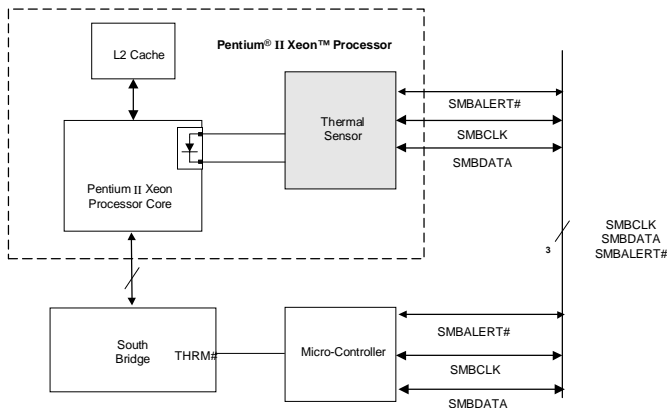 Pentium® II Xeon™ Processor
L2 Cache
Thermal
Sensor
SMBALERT#
SMBCLK
SMBDATA
Pentium II Xeon
Processor Core
3
SMBCLK
SMBDATA
SMBALERT#
South
Bridge
THRM#
Micro-Controller
SMBALERT#
SMBCLK
SMBDATA